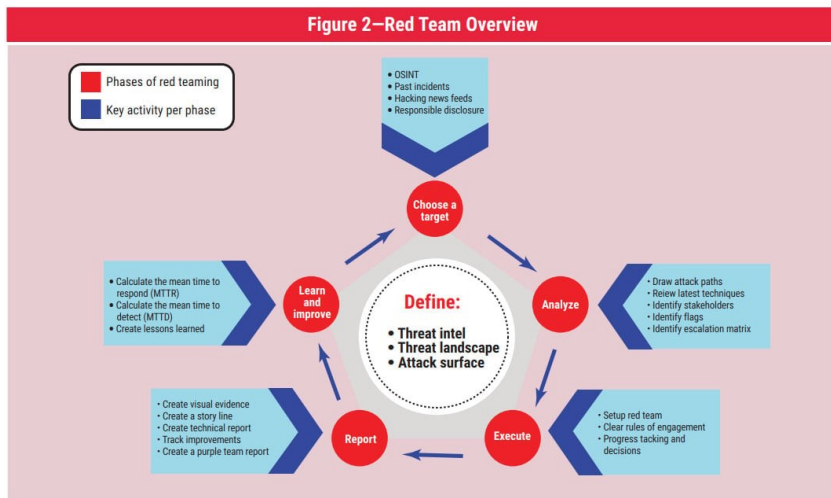 Figure 2—Red Team Overview
Phases of red teaming
Key activity per phase
• OSINT
• Past incidents
• Hacking news feeds
• Responsible disclosure
Choose a
target
• Calculate the mean time to
respond (MTTR)
• Calculate the mean time to
detect (MTTD)
• Create lessons learned
Learn
and
improve
Define:
• Threat intel
• Threat landscape
• Attack surface
Analyze
• Draw attack paths
• Reiew latest techniques
• Identify stakeholders
• Identify flags
• Identify escalation matrix
• Create visual evidence
• Create a story line
• Create technical report
• Track improvements
• Create a purple team report
Report
Execute
• Setup red team
• Clear rules of engagement
• Progress tacking and
decisions